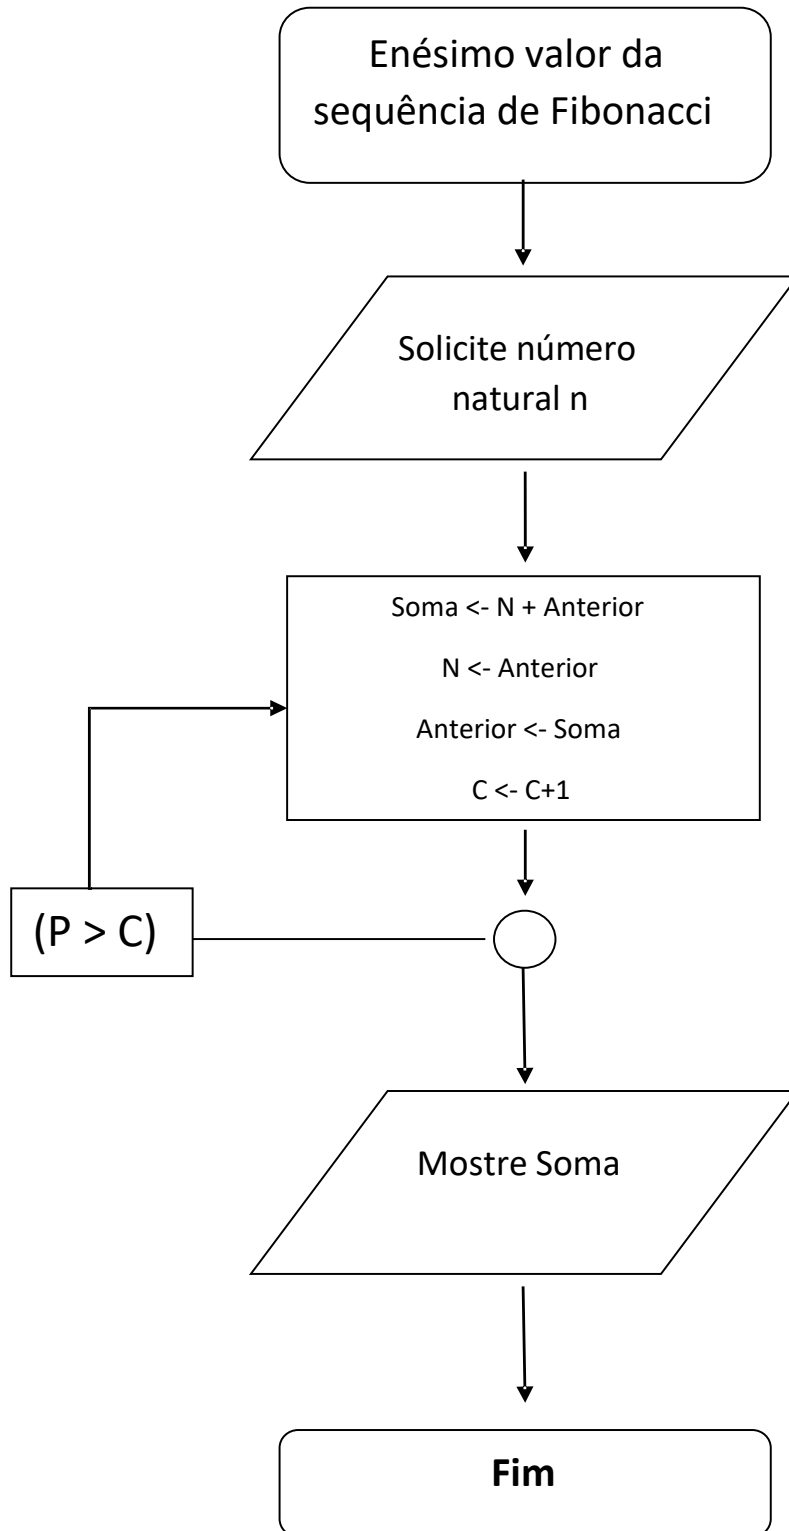 Enésimo valor da
sequência de Fibonacci
Solicite número
natural n
Soma <- N + Anterior
N <- Anterior
Anterior <- Soma
C <- C+1
(P > C)
Mostre Soma
Fim